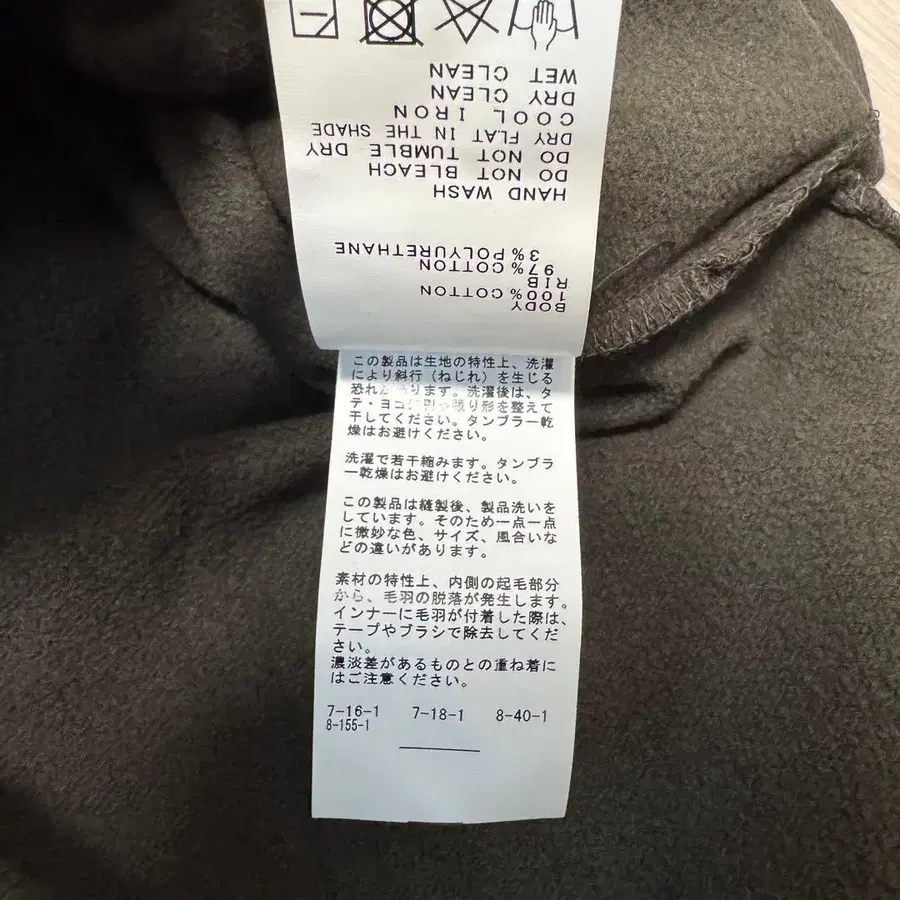 BODY
100% COTTON
RIB
97% COTTON
3% POLYURETHANE
HAND WASH
DO NOT BLEACH
DO NOT TUMBLE DRY
DRY FLAT IN THE SHADE
COOL IRON
DRY CLEAN
WET CLEAN
この製品は生地の特性上、洗濯
により斜行(ねじれ)を生じる
恐れがあります。洗濯後は、タ
テ・ヨコに引っ張り形を整えて
干してください。タンブラー乾
燥はお避けください。
洗濯で若干縮みます。タンブラ
ー乾燥はお避けください。
この製品は縫製後、製品洗いを
しています。そのため一点一点
に微妙な色、サイズ、風合いな
どの違いがあります。
素材の特性上、内側の起毛部分
から、毛羽の脱落が発生します。
インナーに毛羽が付着した際は、
テープやブラシで除去してくだ
さい。
濃淡差があるものとの重ね着に
はご注意ください。
7-16-1 7-18-1 8-40-1
8-155-1